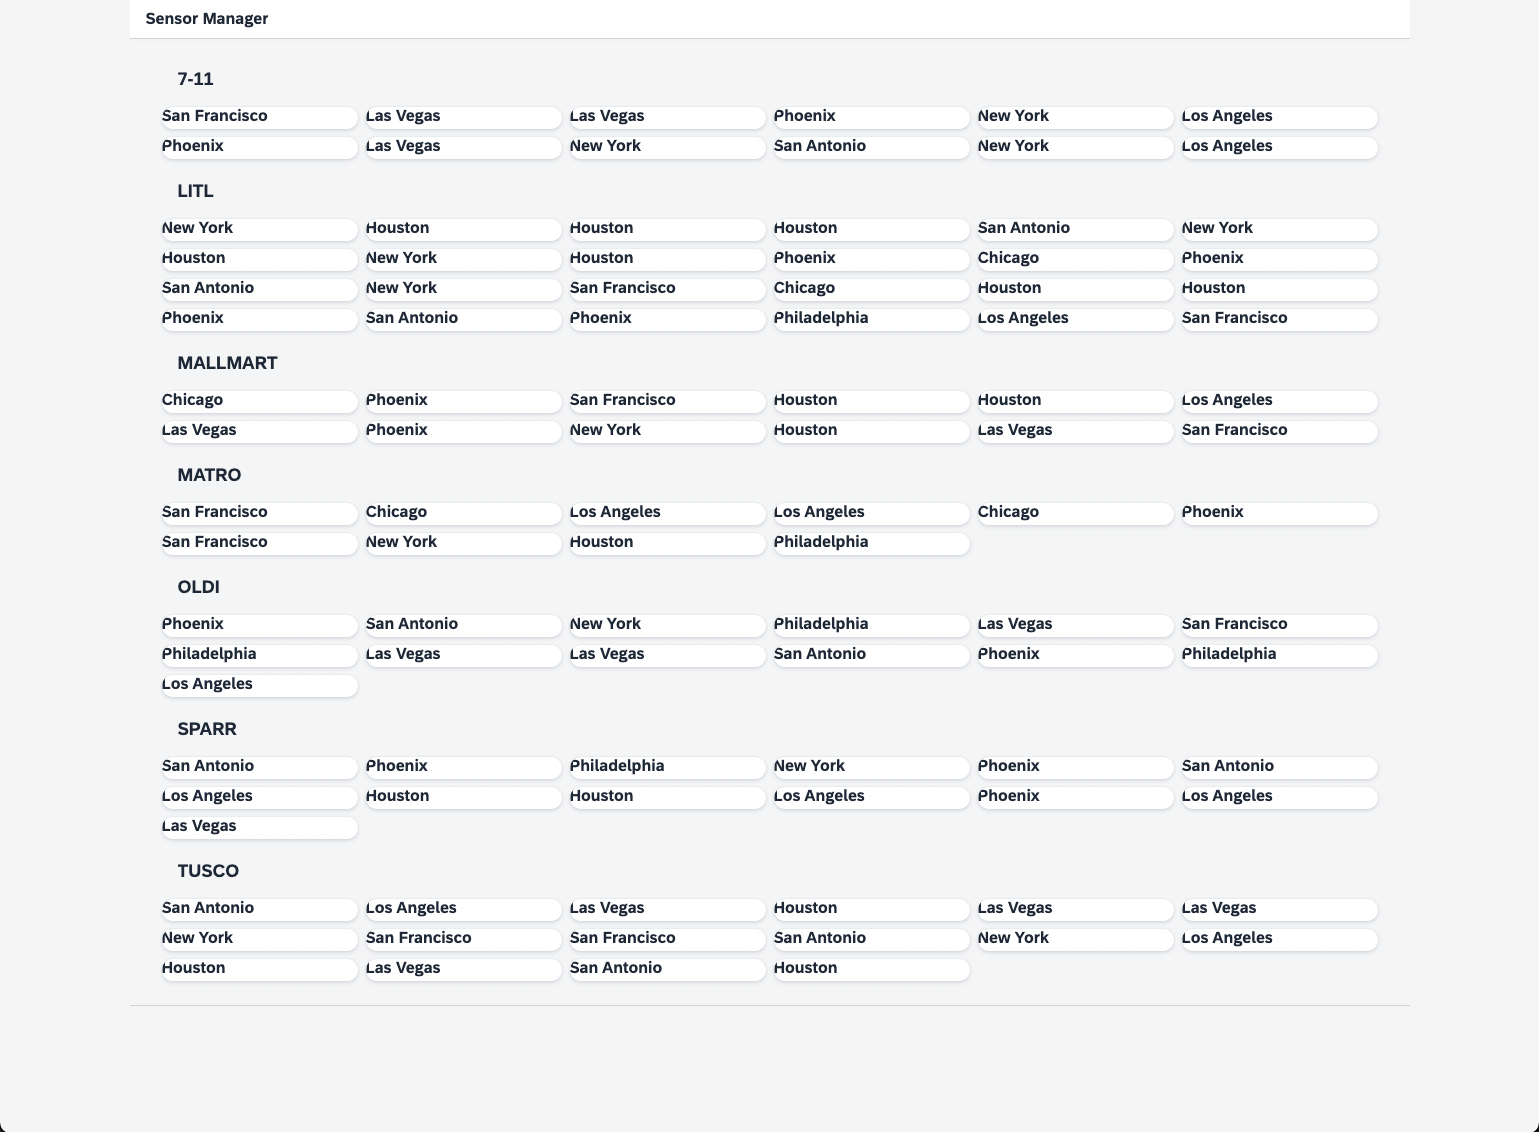 Sensor Manager
7-11
San Francisco Las Vegas Las Vegas Phoenix New York Los Angeles
Phoenix Las Vegas New York San Antonio New York Los Angeles
LITL
New York Houston Houston Houston San Antonio New York
Houston New York Houston Phoenix Chicago Phoenix
San Antonio New York San Francisco Chicago Houston Houston
Phoenix San Antonio Phoenix Philadelphia Los Angeles San Francisco
MALLMART
Chicago Phoenix San Francisco Houston Houston Los Angeles
Las Vegas Phoenix New York Houston Las Vegas San Francisco
MATRO
San Francisco Chicago Los Angeles Los Angeles Chicago Phoenix
San Francisco New York Houston Philadelphia
OLDI
Phoenix San Antonio New York Philadelphia Las Vegas San Francisco
Philadelphia Las Vegas Las Vegas San Antonio Phoenix Philadelphia
Los Angeles
SPARR
San Antonio Phoenix Philadelphia New York Phoenix San Antonio
Los Angeles Houston Houston Los Angeles Phoenix Los Angeles
Las Vegas
TUSCO
San Antonio Los Angeles Las Vegas Houston Las Vegas Las Vegas
New York San Francisco San Francisco San Antonio New York Los Angeles
Houston Las Vegas San Antonio Houston